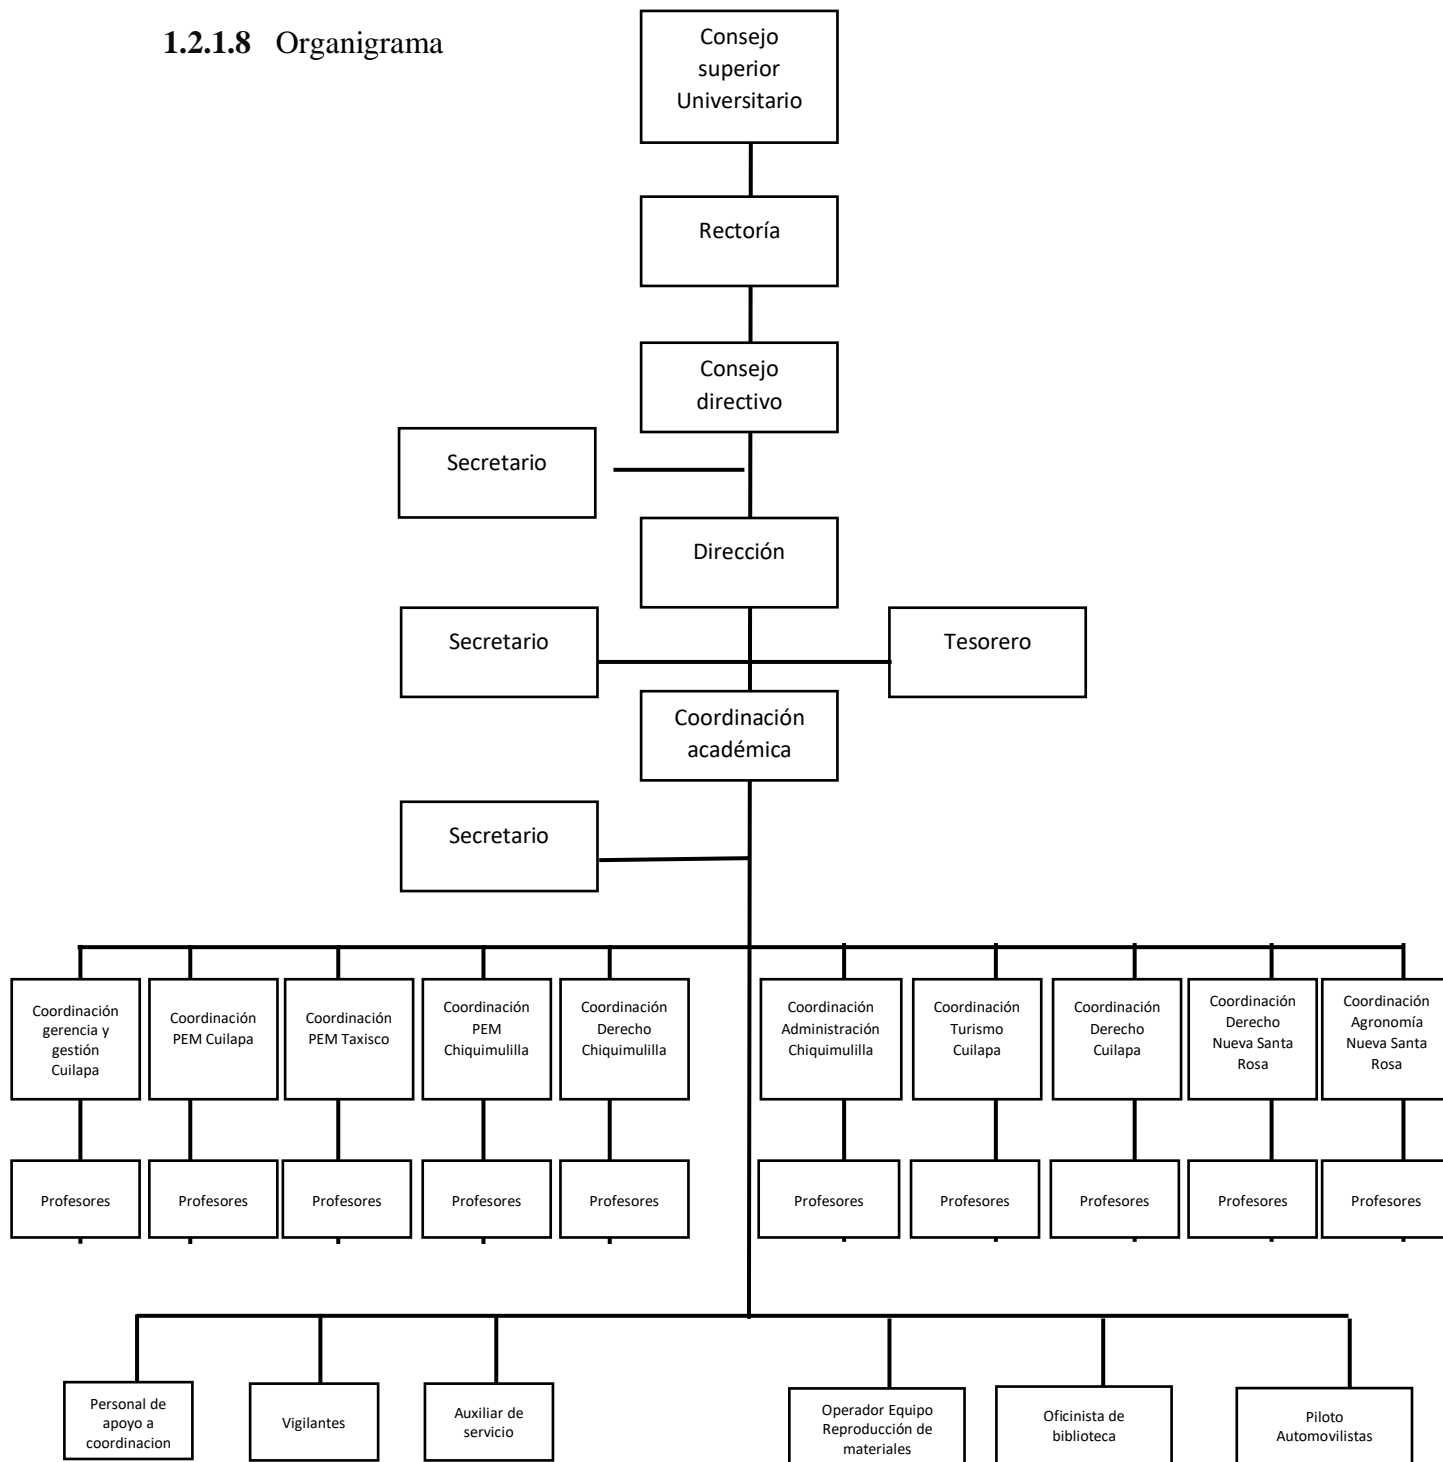 1.2.1.8 Organigrama
Consejo
superior
Universitario
Rectoría
Consejo
directivo
Secretario
Dirección
Secretario
Tesorero
Coordinación
académica
Secretario
Coordinación
gerencia y
gestión
Cuilapa
Coordinación
PEM Cuilapa
Coordinación
PEM Taxisco
Coordinación
PEM
Chiquimulilla
Coordinación
Derecho
Chiquimulilla
Coordinación
Administración
Chiquimulilla
Coordinación
Turismo
Cuilapa
Coordinación
Derecho
Cuilapa
Coordinación
Derecho
Nueva Santa
Rosa
Coordinación
Agronomía
Nueva Santa
Rosa
Profesores
Profesores
Profesores
Profesores
Profesores
Profesores
Profesores
Profesores
Profesores
Profesores
Personal de
apoyo a
coordinacion
Vigilantes
Auxiliar de
servicio
Operador Equipo
Reproducción de
materiales
Oficinista de
biblioteca
Piloto
Automovilistas